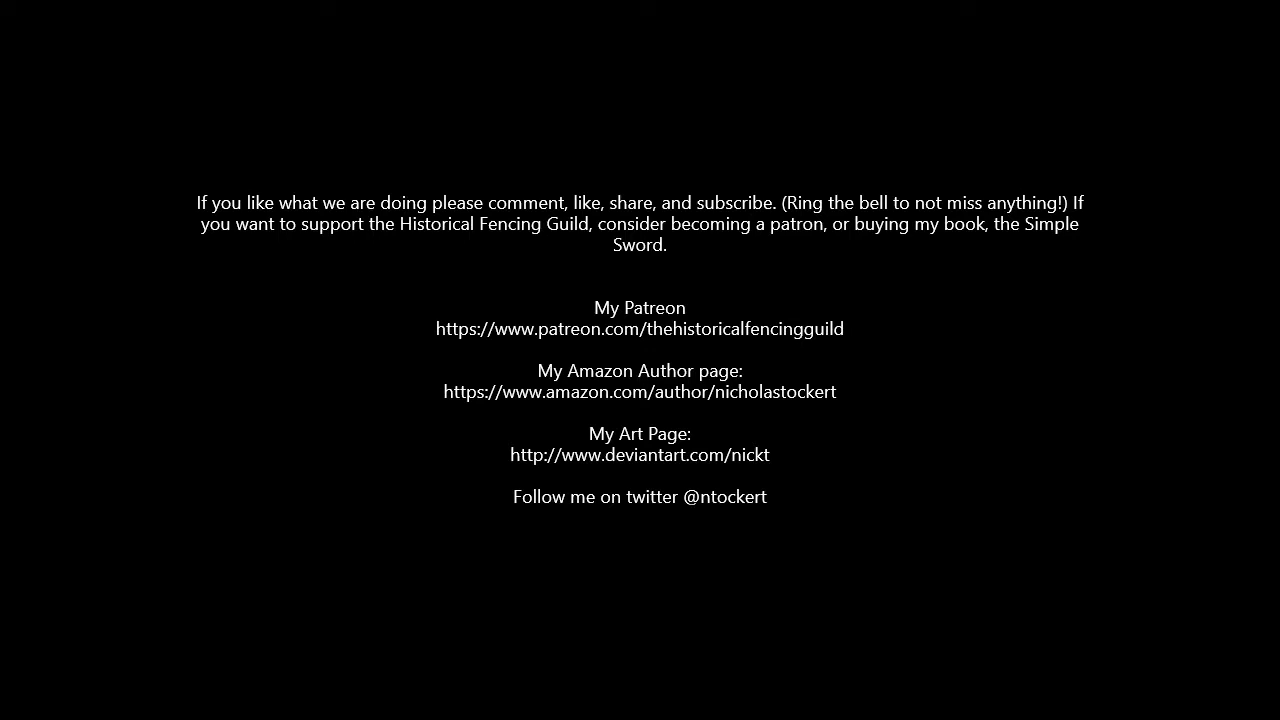 If you like what we are doing please comment, like, share, and subscribe. (Ring the bell to not miss anything!) If
you want to support the Historical Fencing Guild, consider becoming a patron, or buying my book, the Simple
Sword.
My Patreon
https://www.patreon.com/thehistoricalfencingguild
My Amazon Author page:
https://www.amazon.com/author/nicholastockert
My Art Page:
http://www.deviantart.com/nickt
Follow me on twitter @ntockert